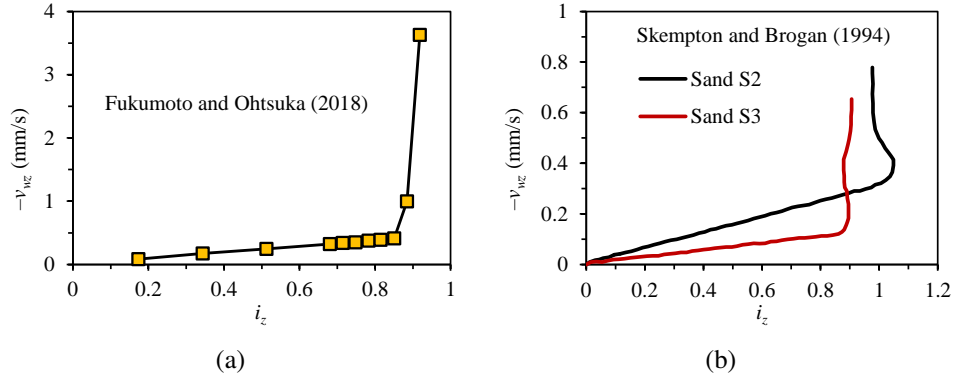 4
3
2
1
0
−v_wz (mm/s)
Fukumoto and Ohtsuka (2018)
0 0.2 0.4 0.6 0.8 1
i_z
(a)
1
0.8
0.6
0.4
0.2
0
−v_wz (mm/s)
Skempton and Brogan (1994)
Sand S2
Sand S3
0 0.2 0.4 0.6 0.8 1 1.2
i_z
(b)